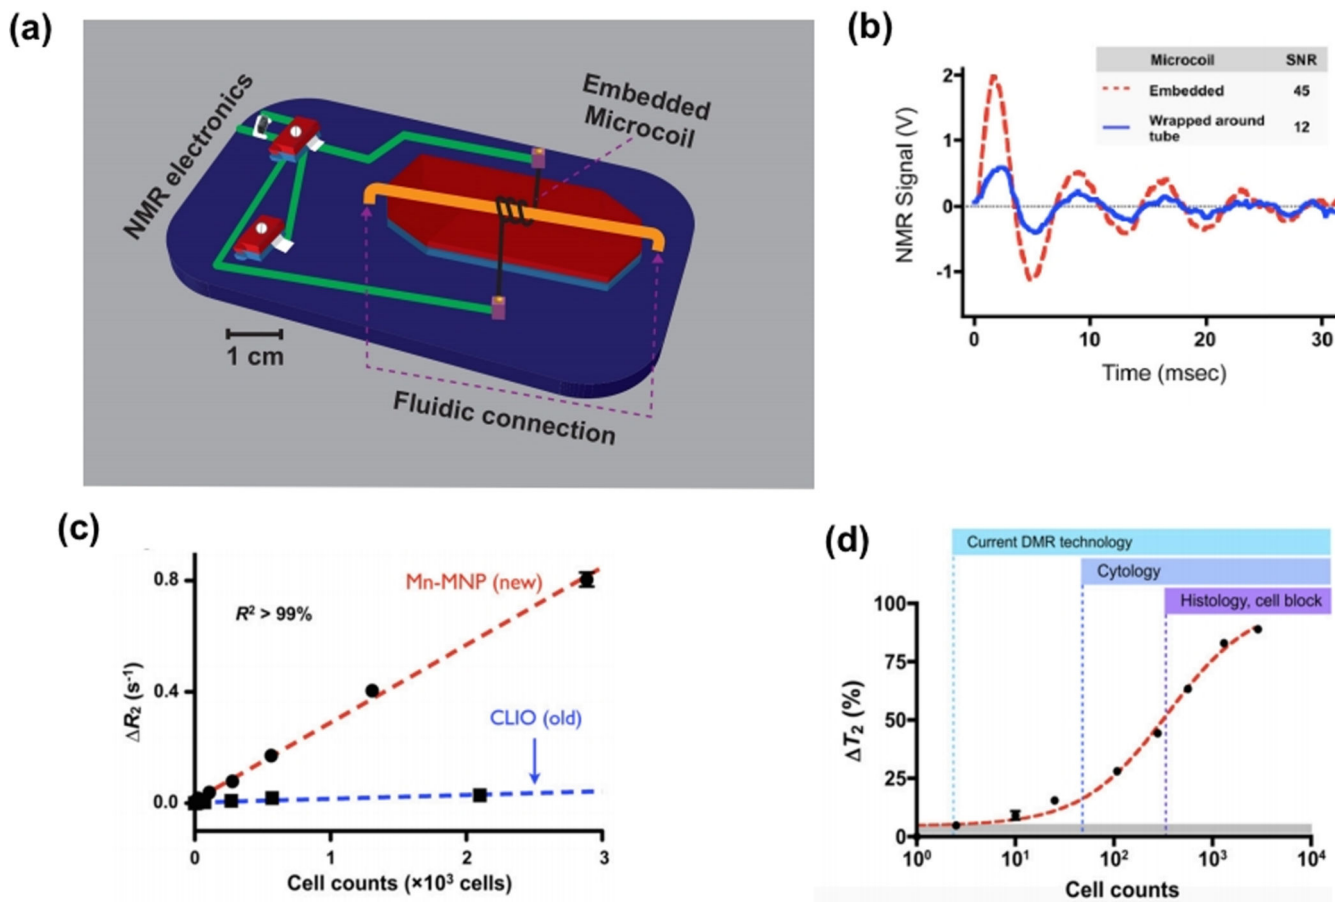 (a)
NMR electronics
Embedded
Microcoil
1 cm
Fluidic connection
(b)
Microcoil SNR
Embedded 45
Wrapped around
tube 12
NMR Signal (V)
2
1
0
-1
0 10 20 30
Time (msec)
(c)
ΔR₂ (s⁻¹)
0.8
0.4
0.0
R² > 99%
Mn-MNP (new)
CLIO (old)
0 1 2 3
Cell counts (×10³ cells)
(d)
Current DMR technology
Cytology
Histology, cell block
ΔT₂ (%)
100
75
50
25
0
10⁰ 10¹ 10² 10³ 10⁴
Cell counts